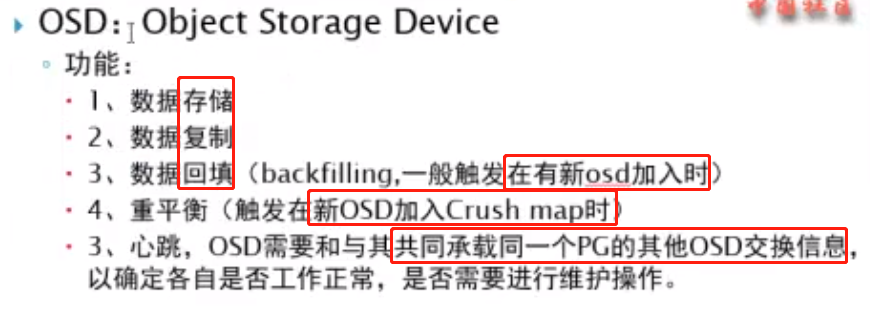 中国社区
OSD： Object Storage Device
功能：
1、数据存储
2、数据复制
3、数据回填（backfilling,一般触发在有新osd加入时）
4、重平衡（触发在新OSD加入Crush map时）
3、心跳，OSD需要和与其共同承载同一个PG的其他OSD交换信息，
以确定各自是否工作正常，是否需要进行维护操作。